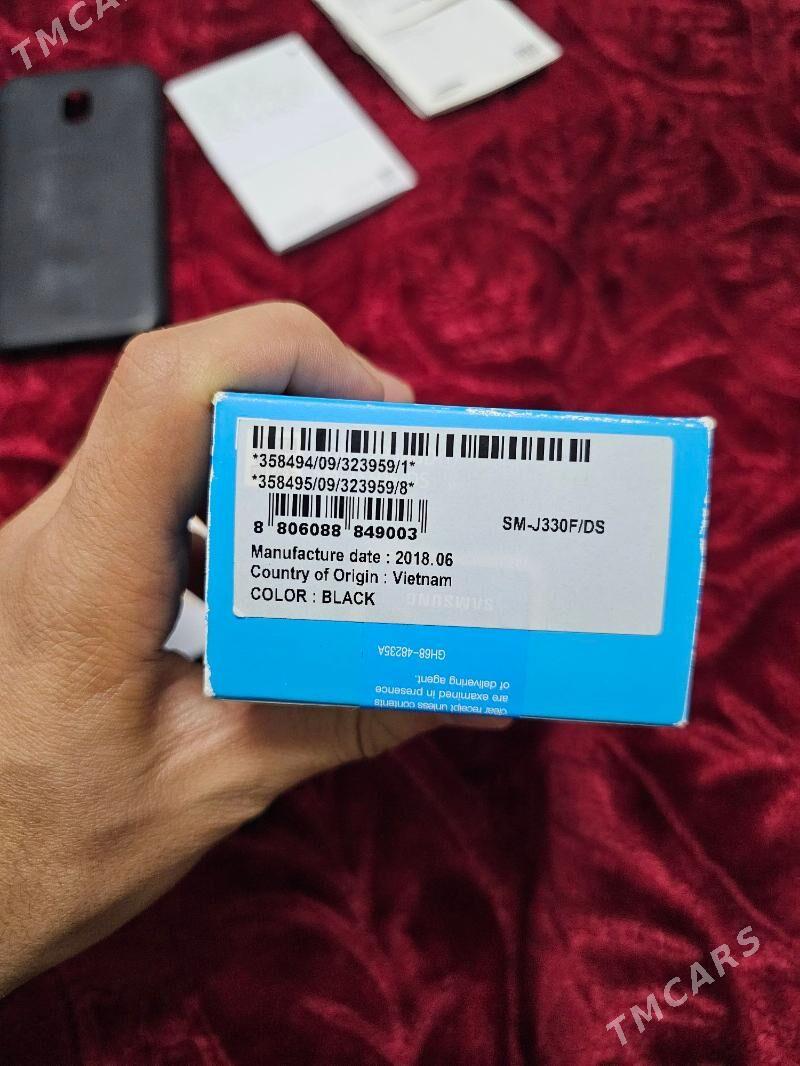 TMCARS
*358494/09/323959/1*
*358495/09/323959/8*
8 806088 849003
SM-J330F/DS
Manufacture date : 2018.06
Country of Origin : Vietnam
COLOR : BLACK
SAMSUNG
GH68-48235A
clear receipt unless contents
are examined in presence
of delivering agent.
TMCARS